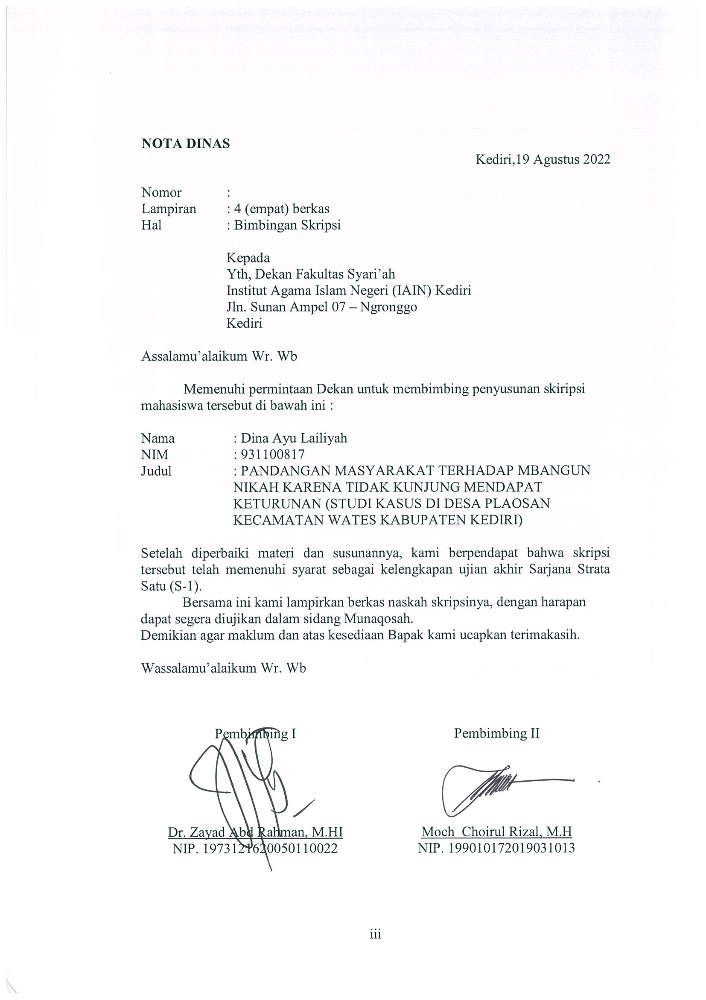 NOTA DINAS
Kediri,19 Agustus 2022
Nomor :
Lampiran : 4 (empat) berkas
Hal : Bimbingan Skripsi
Kepada
Yth, Dekan Fakultas Syari’ah
Institut Agama Islam Negeri (IAIN) Kediri
Jln. Sunan Ampel 07 – Ngronggo
Kediri
Assalamu’alaikum Wr. Wb
Memenuhi permintaan Dekan untuk membimbing penyusunan skiripsi
mahasiswa tersebut di bawah ini :
Nama : Dina Ayu Lailiyah
NIM : 931100817
Judul : PANDANGAN MASYARAKAT TERHADAP MBANGUN
NIKAH KARENA TIDAK KUNJUNG MENDAPAT
KETURUNAN (STUDI KASUS DI DESA PLAOSAN
KECAMATAN WATES KABUPATEN KEDIRI)
Setelah diperbaiki materi dan susunannya, kami berpendapat bahwa skripsi
tersebut telah memenuhi syarat sebagai kelengkapan ujian akhir Sarjana Strata
Satu (S-1).
Bersama ini kami lampirkan berkas naskah skripsinya, dengan harapan
dapat segera diujikan dalam sidang Munaqosah.
Demikian agar maklum dan atas kesediaan Bapak kami ucapkan terimakasih.
Wassalamu’alaikum Wr. Wb
Pembimbing I Pembimbing II
Dr. Zayad Abd Rahman, M.HI Moch Choirul Rizal, M.H
NIP. 1973121620050110022 NIP. 199010172019031013
iii